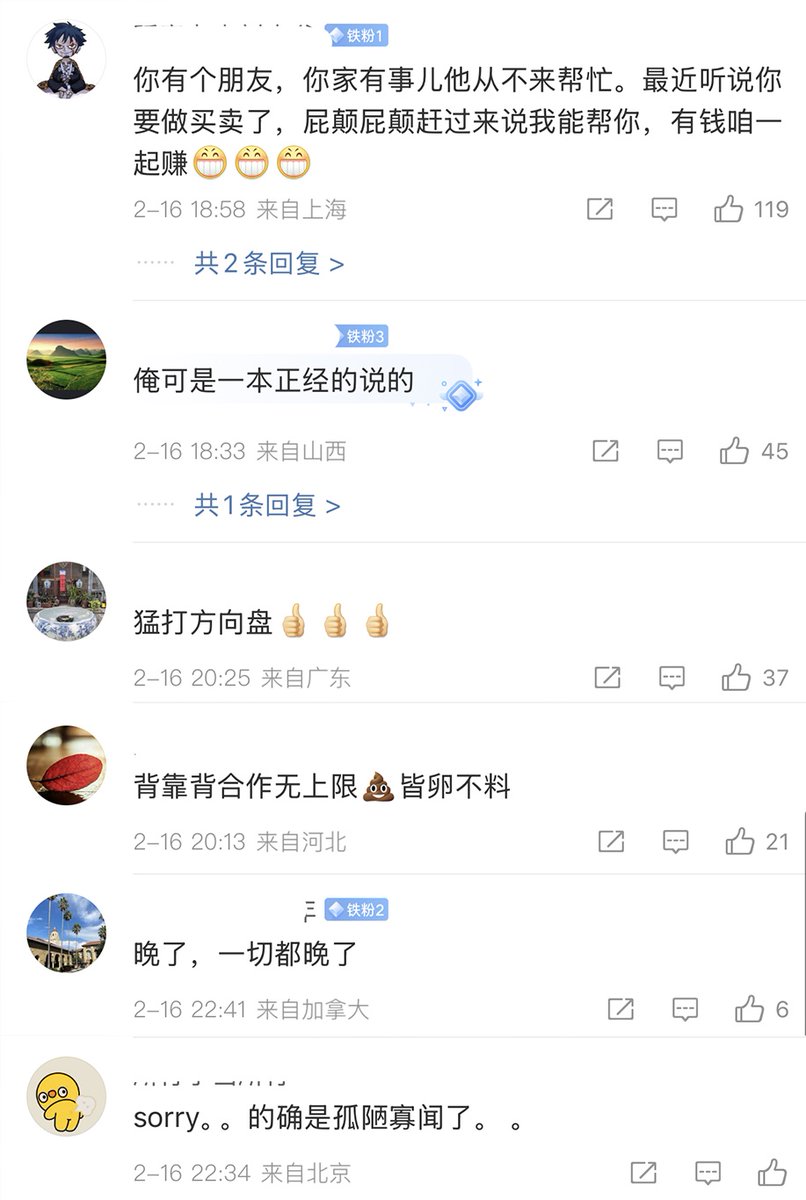 铁粉1
你有个朋友，你家有事儿他从不来帮忙。最近听说你
要做买卖了，屁颠屁颠赶过来说我能帮你，有钱咱一
起赚😁😁😁
2-16 18:58 来自上海 119
······ 共2条回复 >
铁粉3
俺可是一本正经的说的
2-16 18:33 来自山西 45
······ 共1条回复 >
猛打方向盘👍👍👍
2-16 20:25 来自广东 37
背靠背合作无上限💩皆卵不料
2-16 20:13 来自河北 21
铁粉2
晚了，一切都晚了
2-16 22:41 来自加拿大 6
sorry。。的确是孤陋寡闻了。 。
2-16 22:34 来自北京